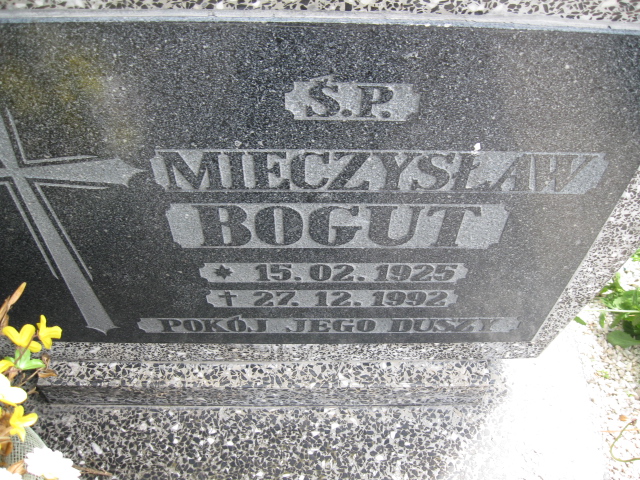 Ś.P.
MIECZYSŁAW
BOGUT
* 15.02.1925
† 27.12.1992
POKÓJ JEGO DUSZY